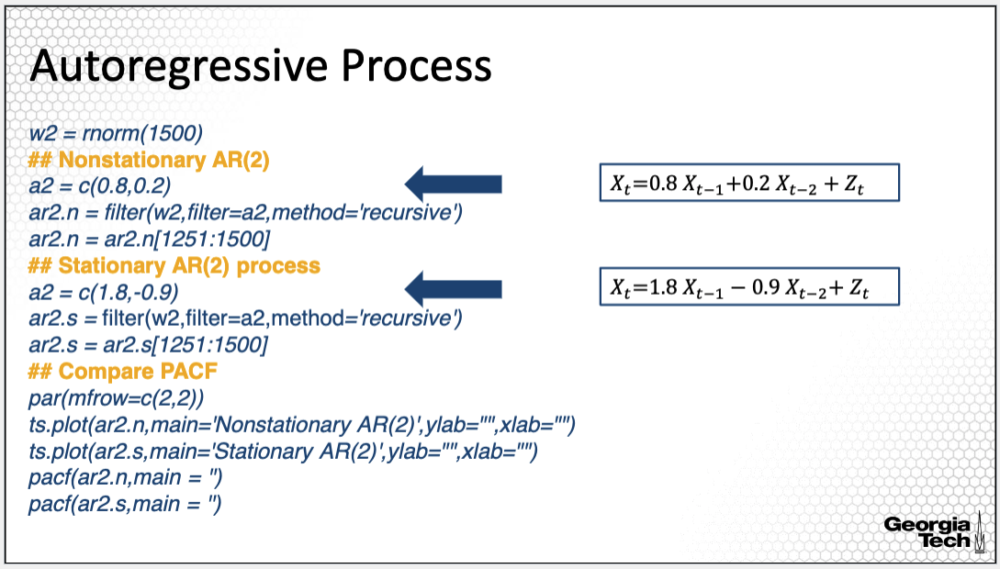 Autoregressive Process
w2 = rnorm(1500)
## Nonstationary AR(2)
a2 = c(0.8,0.2)
X_t=0.8 X_{t−1}+0.2 X_{t−2} + Z_t
ar2.n = filter(w2,filter=a2,method='recursive')
ar2.n = ar2.n[1251:1500]
## Stationary AR(2) process
a2 = c(1.8,-0.9)
X_t=1.8 X_{t−1} − 0.9 X_{t−2}+ Z_t
ar2.s = filter(w2,filter=a2,method='recursive')
ar2.s = ar2.s[1251:1500]
## Compare PACF
par(mfrow=c(2,2))
ts.plot(ar2.n,main='Nonstationary AR(2)',ylab="",xlab="")
ts.plot(ar2.s,main='Stationary AR(2)',ylab="",xlab="")
pacf(ar2.n,main = '')
pacf(ar2.s,main = '')
Georgia
Tech